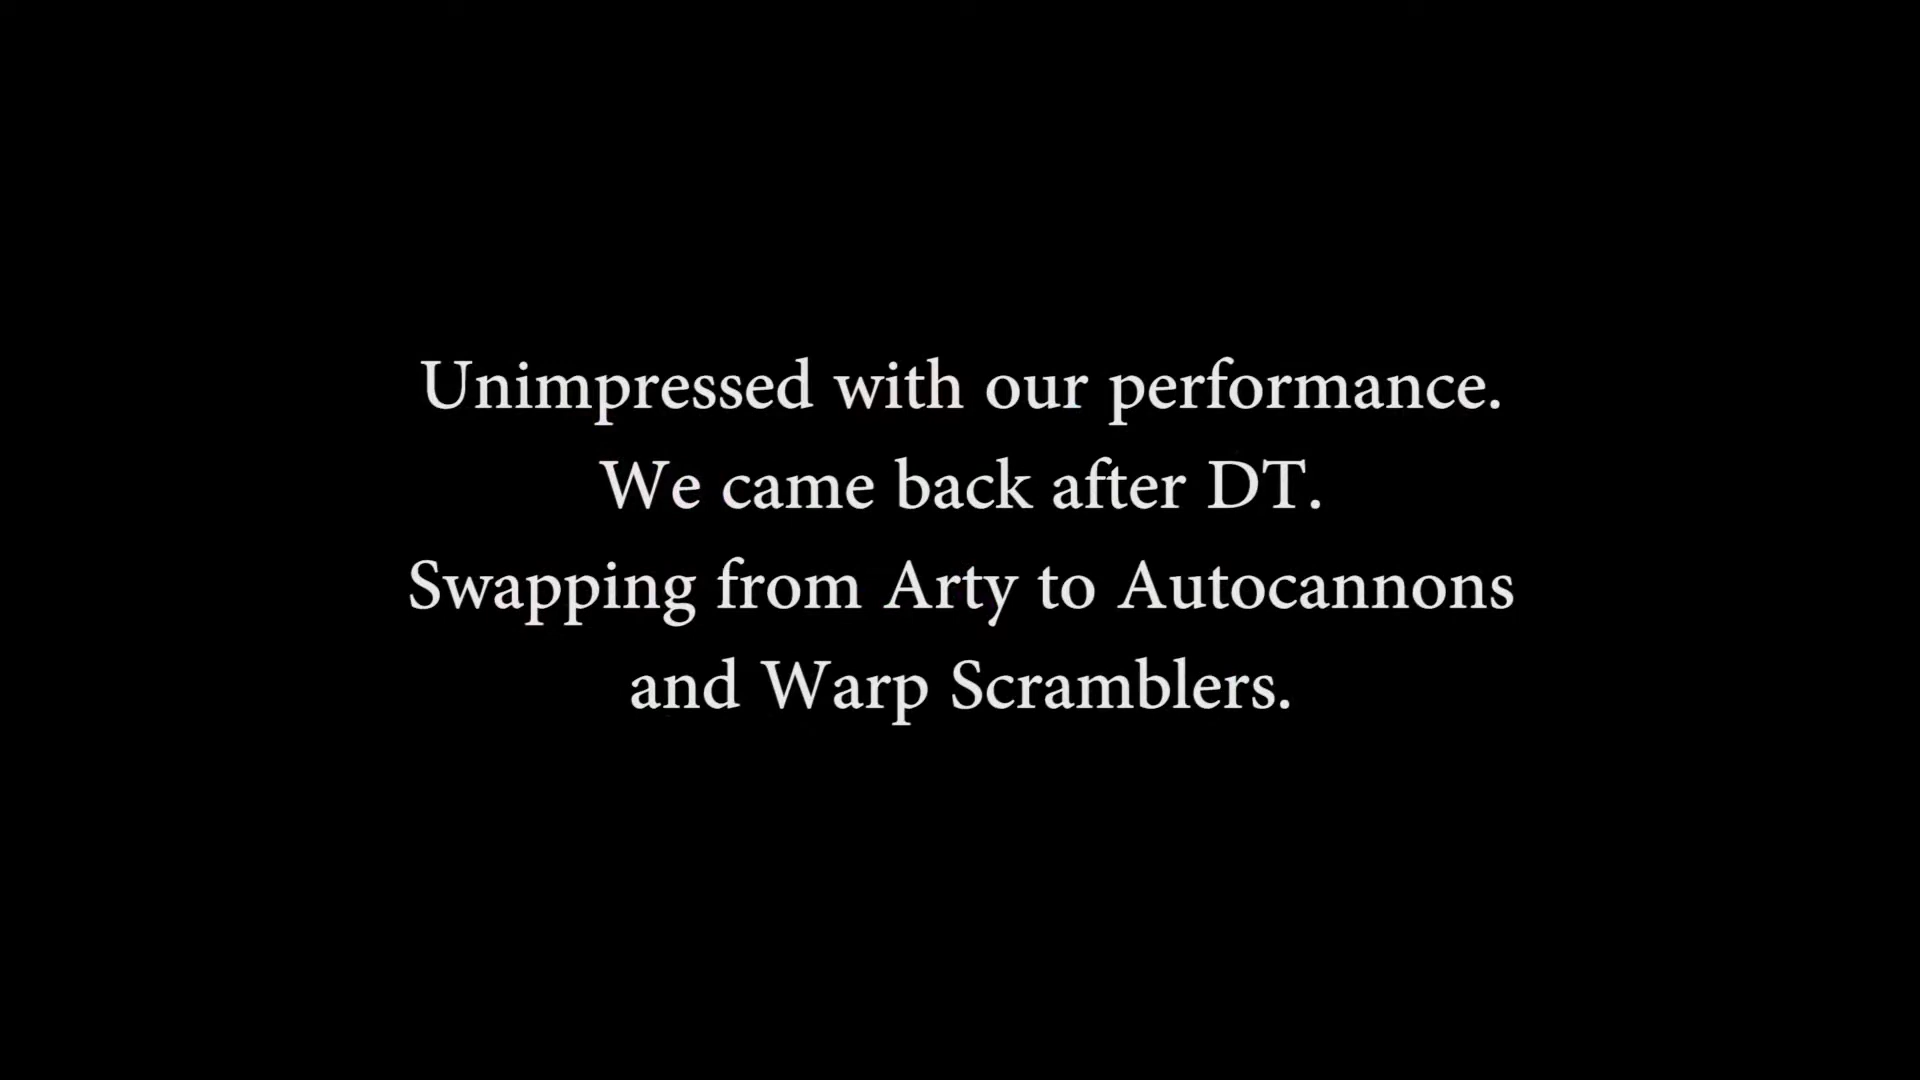 Unimpressed with our performance.
We came back after DT.
Swapping from Arty to Autocannons
and Warp Scramblers.